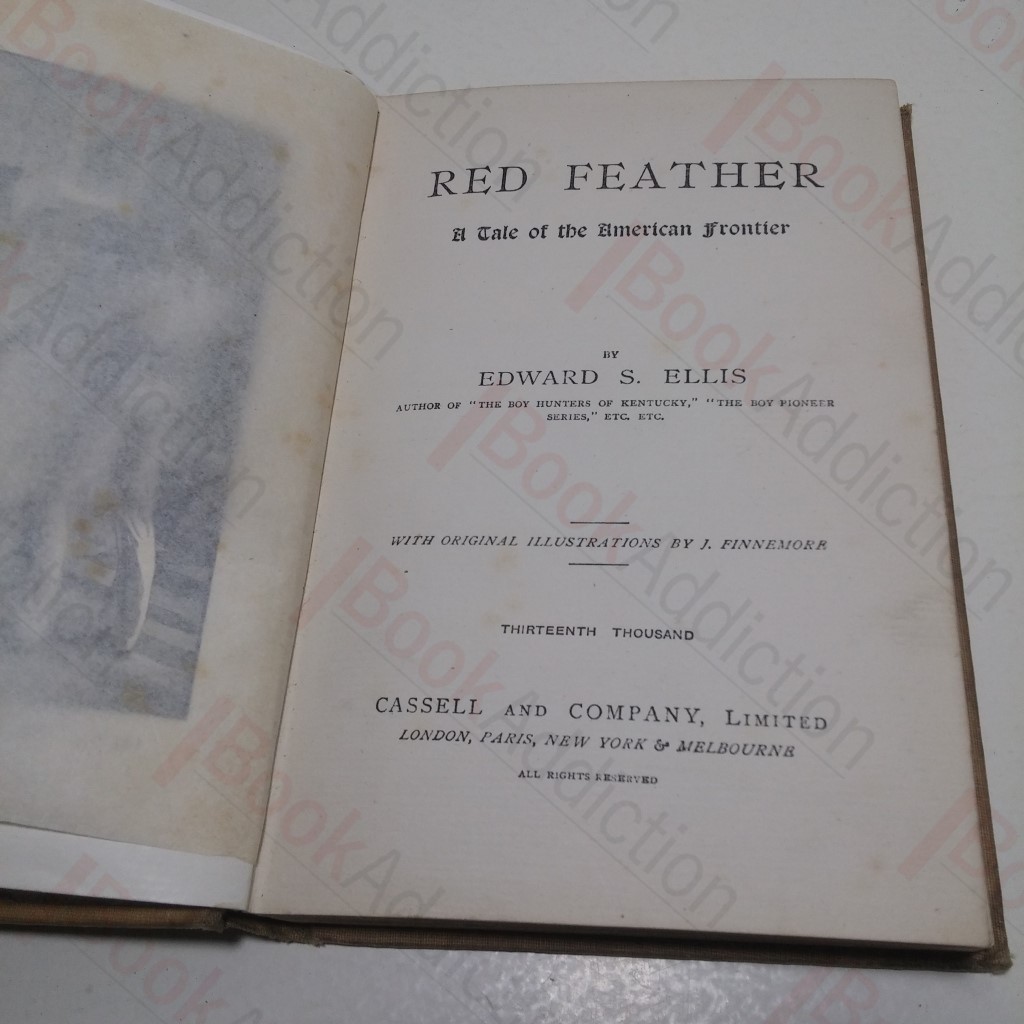 RED FEATHER
A Tale of the American Frontier
BY
EDWARD S. ELLIS
AUTHOR OF "THE BOY HUNTERS OF KENTUCKY," "THE BOY PIONEER
SERIES," ETC. ETC.
WITH ORIGINAL ILLUSTRATIONS BY J. FINNEMORE
THIRTEENTH THOUSAND
CASSELL AND COMPANY, LIMITED
LONDON, PARIS, NEW YORK & MELBOURNE
ALL RIGHTS RESERVED
BookAddiction